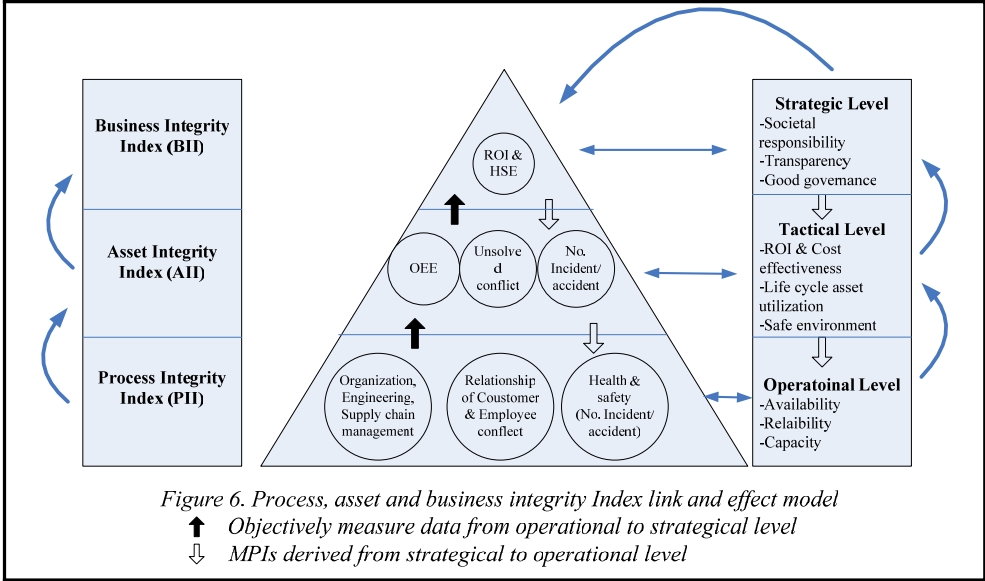 Business Integrity
Index (BII)
Asset Integrity
Index (AII)
Process Integrity
Index (PII)
ROI &
HSE
OEE
Unsolve
d
conflict
No.
Incident/
accident
Organization,
Engineering,
Supply chain
management
Relationship
of Coustomer
& Employee
conflect
Health &
safety
(No. Incident/
accident)
Strategic Level
-Societal
responsibility
-Transparency
-Good governance
Tactical Level
-ROI & Cost
effectiveness
-Life cycle asset
utilization
-Safe environment
Operatoinal Level
-Availability
-Relaibility
-Capacity
Figure 6. Process, asset and business integrity Index link and effect model
Objectively measure data from operational to strategical level
MPIs derived from strategical to operational level